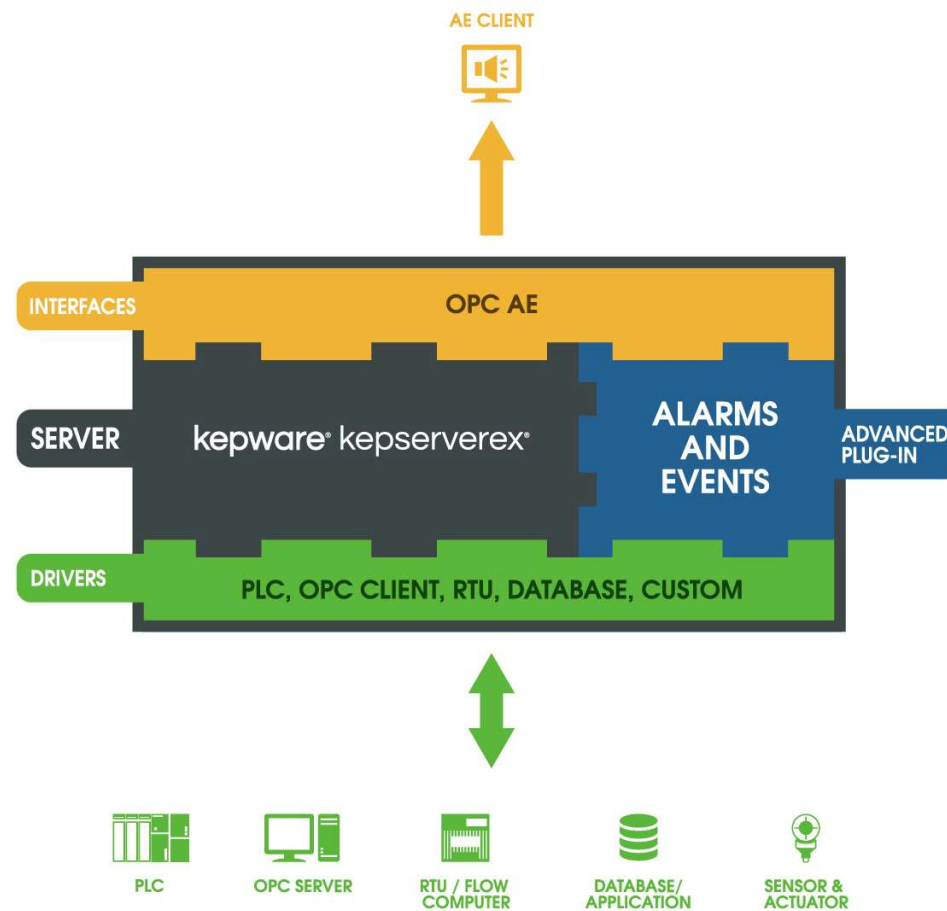 AE CLIENT
INTERFACES
OPC AE
SERVER
kepware® kepserverex®
ALARMS
AND
EVENTS
ADVANCED
PLUG-IN
DRIVERS
PLC, OPC CLIENT, RTU, DATABASE, CUSTOM
PLC
OPC SERVER
RTU / FLOW
COMPUTER
DATABASE/
APPLICATION
SENSOR &
ACTUATOR